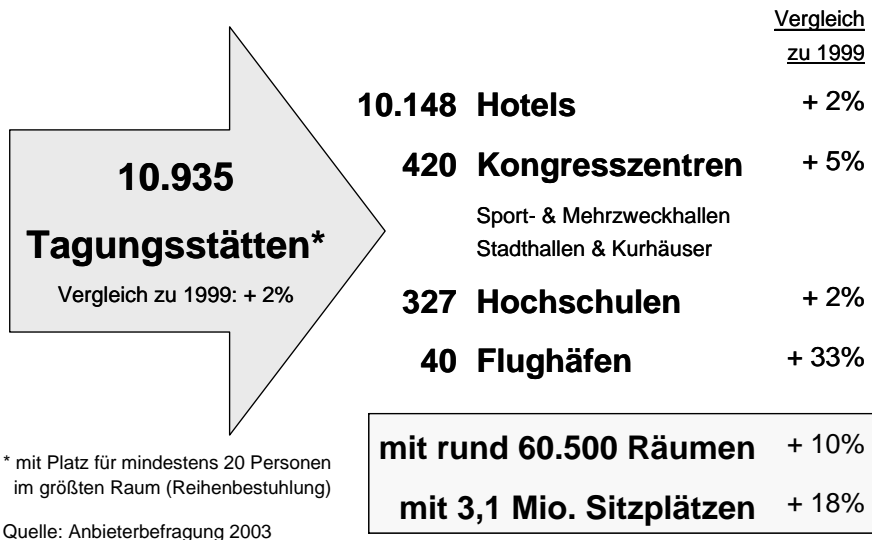 Vergleich
zu 1999
10.935
Tagungsstätten*
Vergleich zu 1999: + 2%
10.148 Hotels + 2%
420 Kongresszentren + 5%
Sport- & Mehrzweckhallen
Stadthallen & Kurhäuser
327 Hochschulen + 2%
40 Flughäfen + 33%
mit rund 60.500 Räumen + 10%
mit 3,1 Mio. Sitzplätzen + 18%
* mit Platz für mindestens 20 Personen
im größten Raum (Reihenbestuhlung)
Quelle: Anbieterbefragung 2003